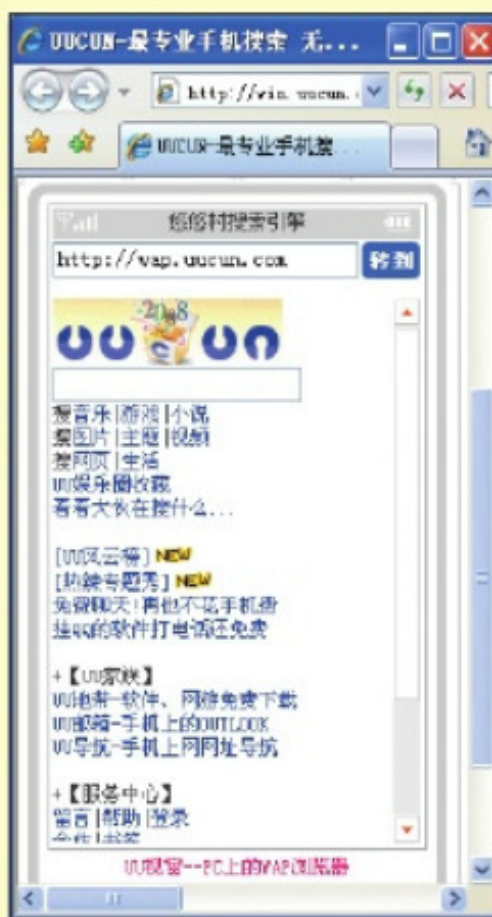 UUCUN-最专业手机搜索 无...
http://win.uucun.
UUCUN-最专业手机搜...
悠悠村搜索引擎
http://wap.uucun.com
转到
2008
UUCUN
搜音乐|游戏|小说
搜图片|主题|视频
搜网页|生活
UU娱乐圈收藏
看看大伙在搜什么...
[UU风云榜] NEW
[热辣专题秀] NEW
免费聊天!再也不花手机费
挂QQ的软件打电话还免费
+【UU家族】
UU地带-软件、网游免费下载
UU邮箱-手机上的OUTLOOK
UU导航-手机上网网址导航
+【服务中心】
留言|帮助|登录
UU视窗--PC上的WAP浏览器